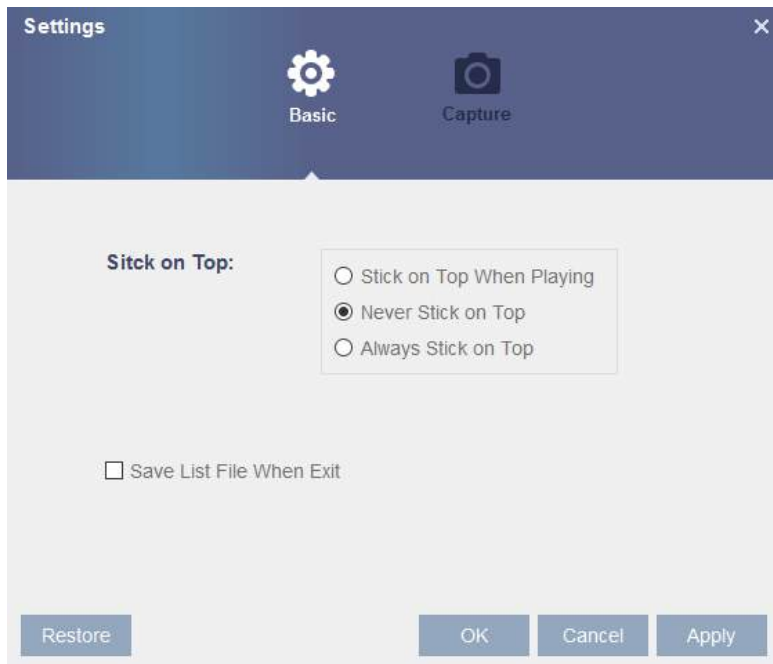 Settings
Basic
Capture
Sitck on Top:
Stick on Top When Playing
Never Stick on Top
Always Stick on Top
Save List File When Exit
Restore
OK
Cancel
Apply